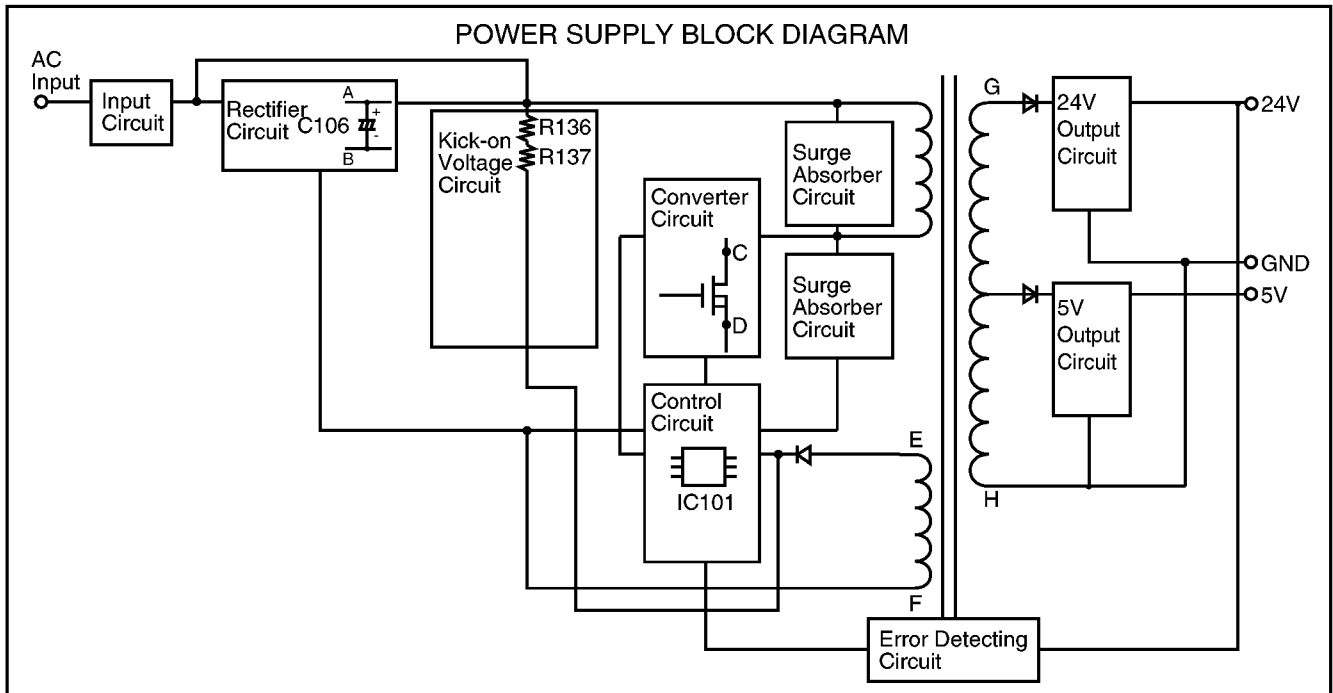 POWER SUPPLY BLOCK DIAGRAM
AC
Input
Input
Circuit
Rectifier
Circuit
C106
A
+
-
B
Kick-on
Voltage
Circuit
R136
R137
Converter
Circuit
C
D
Surge
Absorber
Circuit
Surge
Absorber
Circuit
Control
Circuit
IC101
E
F
G
H
24V
Output
Circuit
24V
GND
5V
5V
Output
Circuit
Error Detecting
Circuit